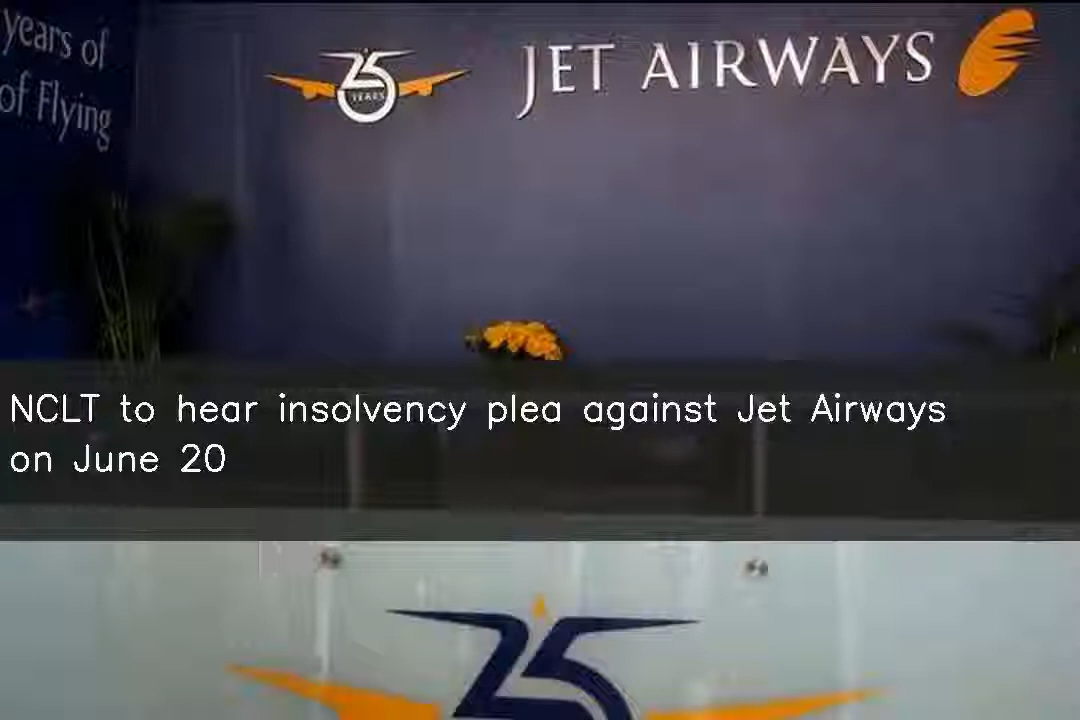 years of
of Flying
25
YEARS
JET AIRWAYS
NCLT to hear insolvency plea against Jet Airways
on June 20
25